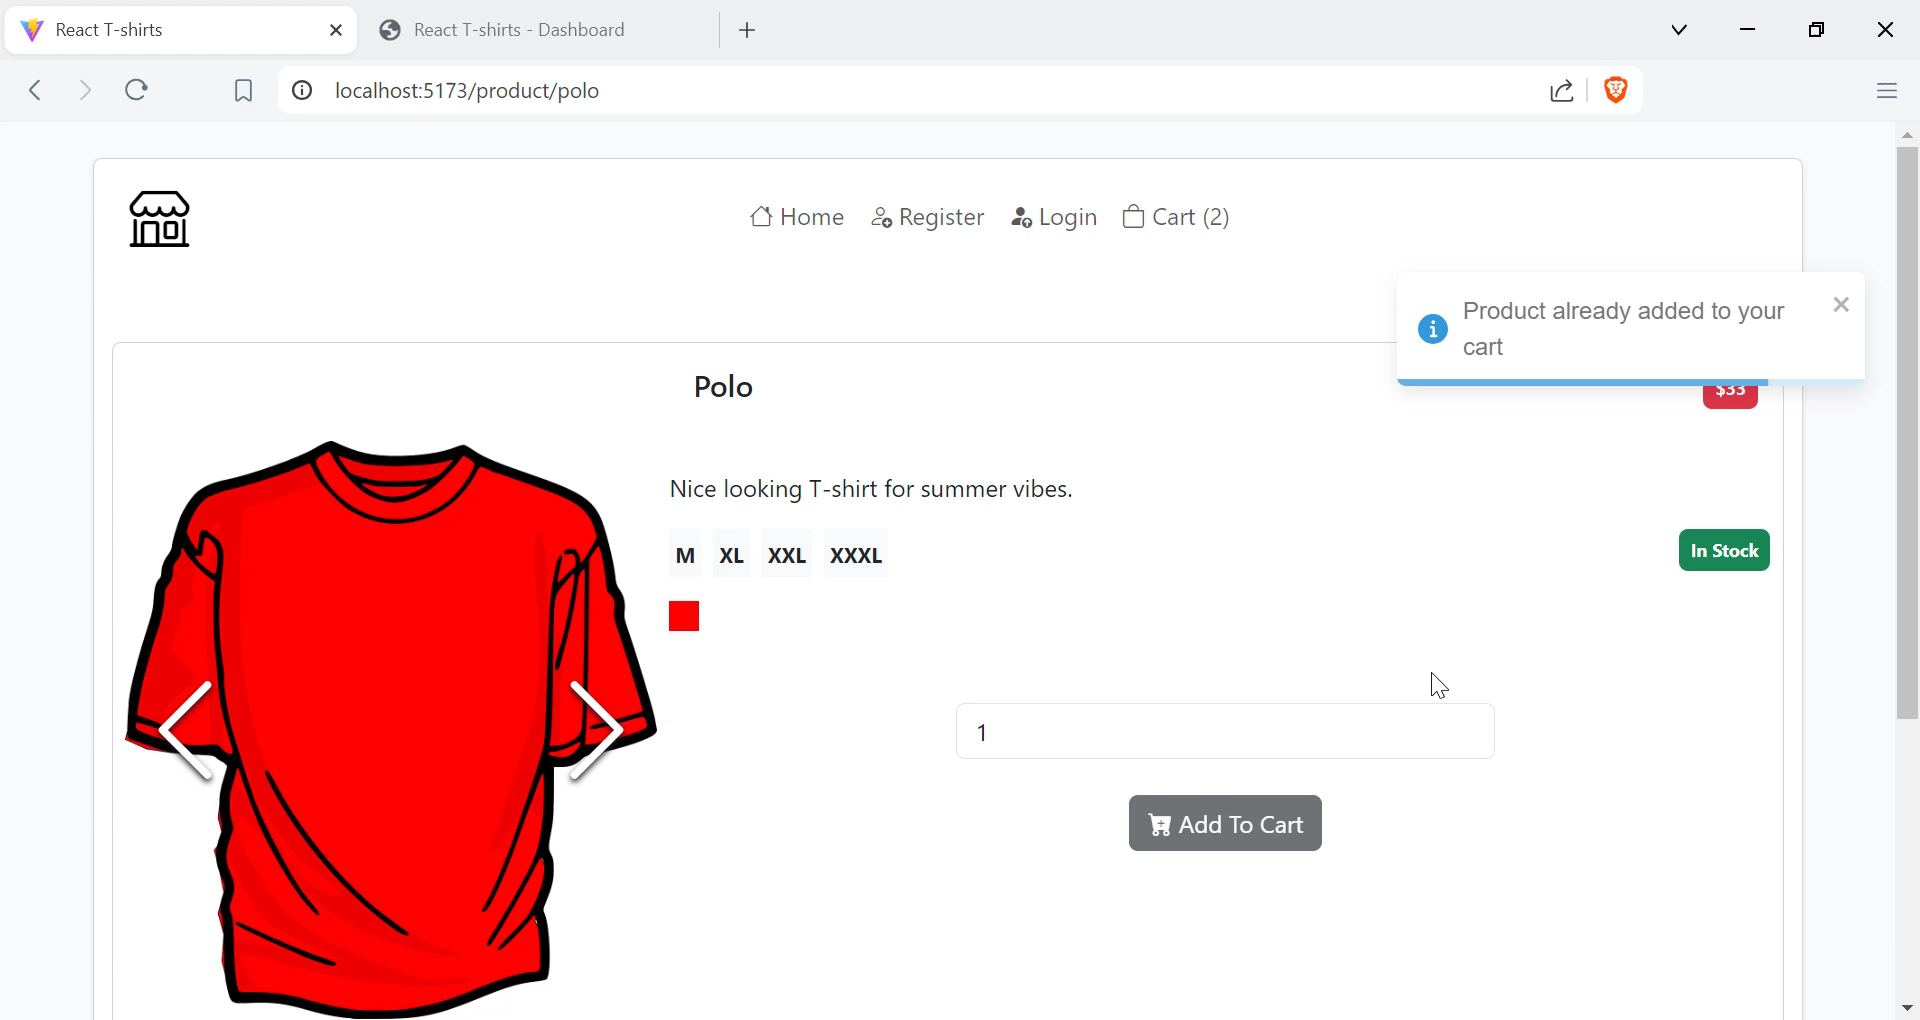 React T-shirts
React T-shirts - Dashboard
localhost:5173/product/polo
Home Register Login Cart (2)
Product already added to your
cart
Polo
$33
Nice looking T-shirt for summer vibes.
M XL XXL XXXL
In Stock
1
Add To Cart